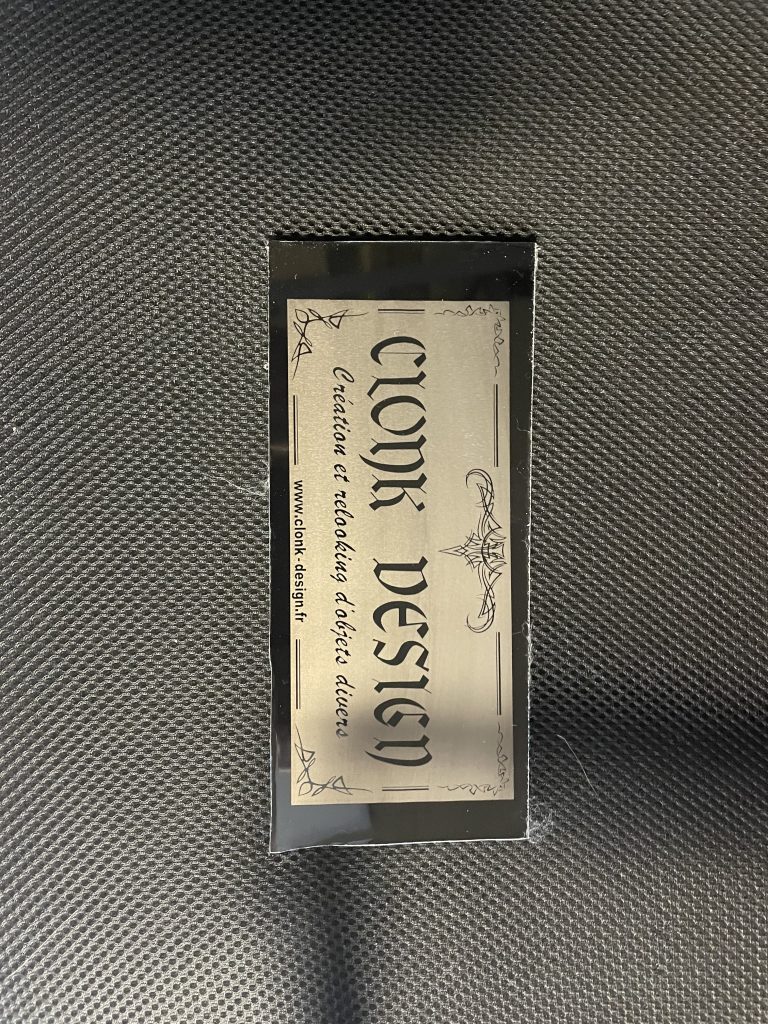 CLONK DESIGN
Création et relooking d'objets divers
www.clonk-design.fr